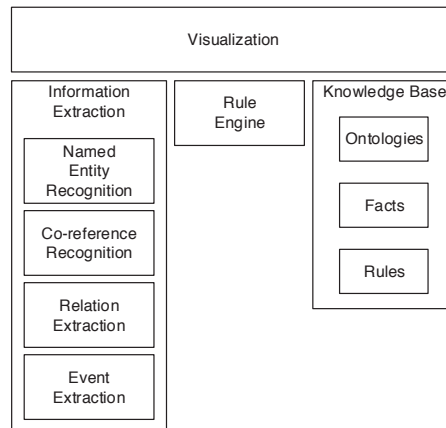 Visualization
Information
Extraction
Named
Entity
Recognition
Co-reference
Recognition
Relation
Extraction
Event
Extraction
Rule
Engine
Knowledge Base
Ontologies
Facts
Rules